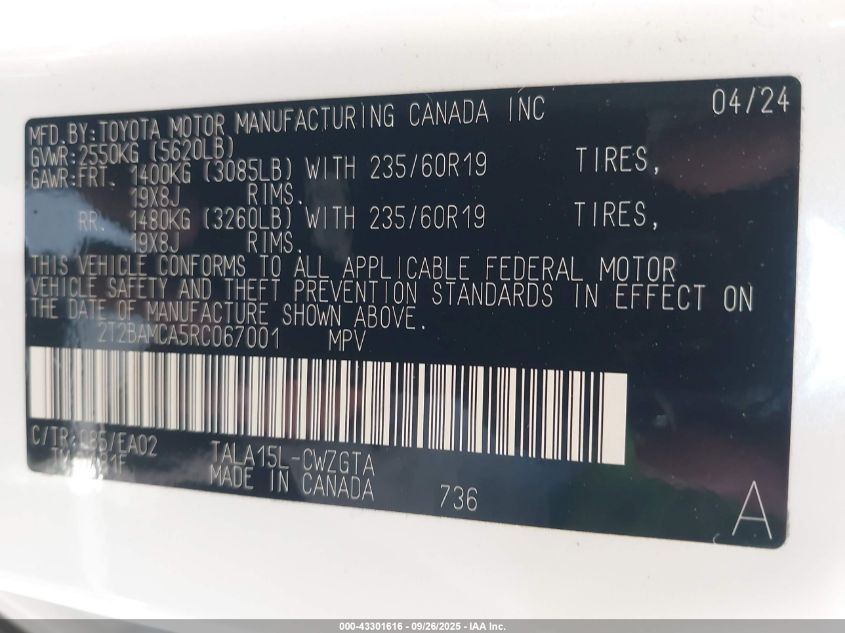 MFD.BY:TOYOTA MOTOR MANUFACTURING CANADA INC 04/24
GVWR:2550KG (5620LB)
GAWR:FRT. 1400KG (3085LB) WITH 235/60R19 TIRES,
19X8J RIMS.
RR. 1480KG (3260LB) WITH 235/60R19 TIRES,
19X8J RIMS.
THIS VEHICLE CONFORMS TO ALL APPLICABLE FEDERAL MOTOR
VEHICLE SAFETY AND THEFT PREVENTION STANDARDS IN EFFECT ON
THE DATE OF MANUFACTURE SHOWN ABOVE.
2T2BAMCA5RC067001 MPV
C/TR: /EA02
TALA15L-CWZGTA
MADE IN CANADA 736
A
000-43301616 - 09/26/2025 - IAA Inc.